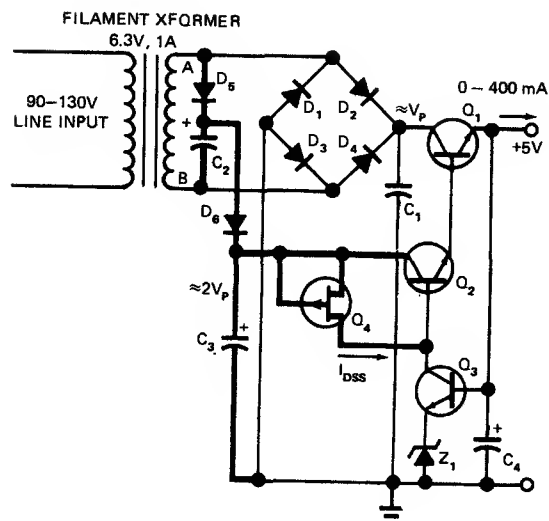 FILAMENT XFORMER
6.3V, 1A
A
D5
90–130V
LINE INPUT
+
C2
B
D1
D2
D3
D4
≈VP
Q1
0–400 mA
+5V
C1
D6
Q2
≈2VP
Q4
C3
+
IDSS
Q3
Z1
+
C4